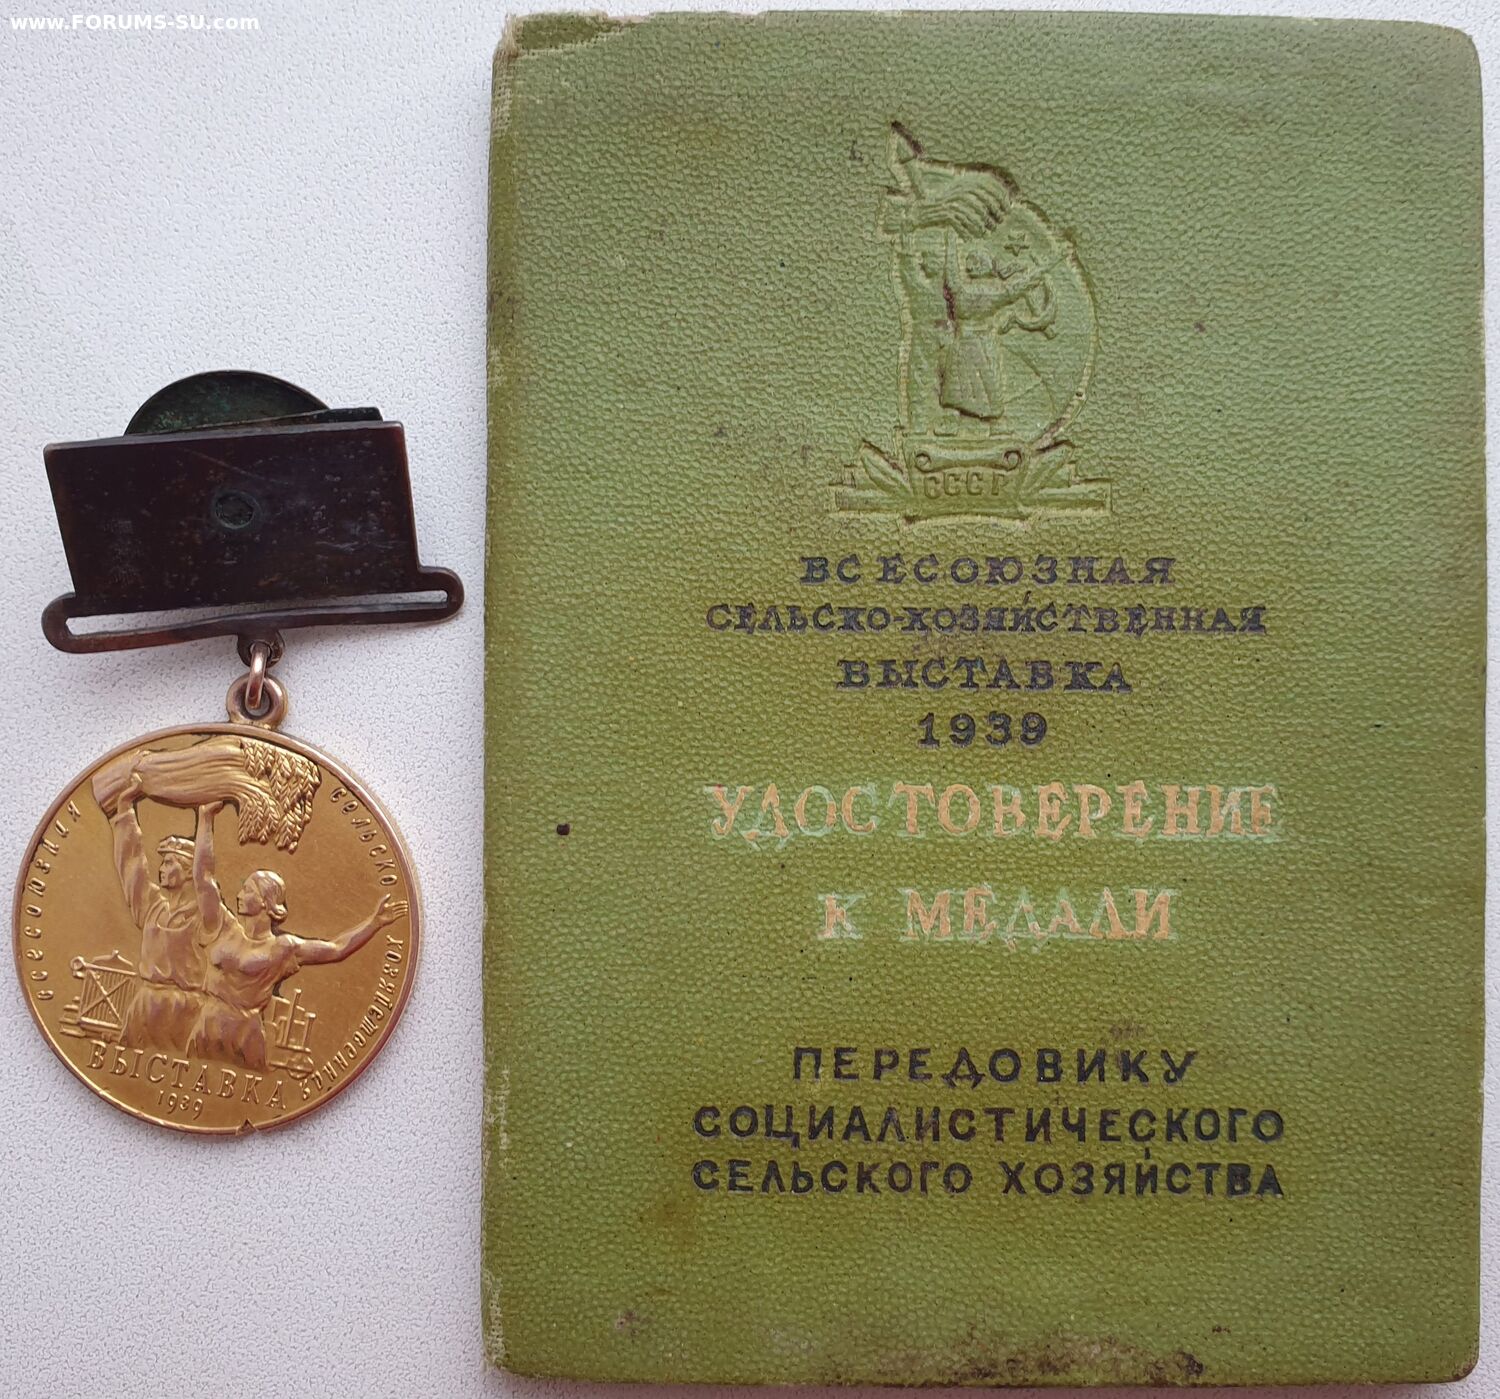 www.FORUMS-SU.com
всесоюзная сельско хозяйственная
ВЫСТАВКА
1939
СССР
ВСЕСОЮЗНАЯ
СЕЛЬСКО-ХОЗЯЙСТВЕННАЯ
ВЫСТАВКА
1939
УДОСТОВЕРЕНИЕ
К МЕДАЛИ
ПЕРЕДОВИКУ
СОЦИАЛИСТИЧЕСКОГО
СЕЛЬСКОГО ХОЗЯЙСТВА